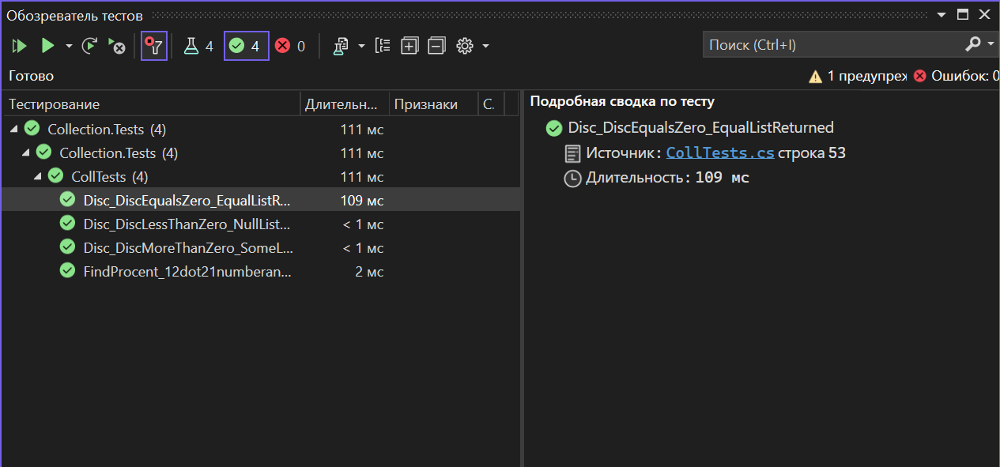 Обозреватель тестов
4 4 0
Поиск (Ctrl+I)
Готово
1 предупреж Ошибок: 0
Тестирование Длительн... Признаки С.
Collection.Tests (4) 111 мс
Collection.Tests (4) 111 мс
CollTests (4) 111 мс
Disc_DiscEqualsZero_EqualListR... 109 мс
Disc_DiscLessThanZero_NullList... < 1 мс
Disc_DiscMoreThanZero_SomeL... < 1 мс
FindProcent_12dot21numberan... 2 мс
Подробная сводка по тесту
Disc_DiscEqualsZero_EqualListReturned
Источник: CollTests.cs строка 53
Длительность: 109 мс